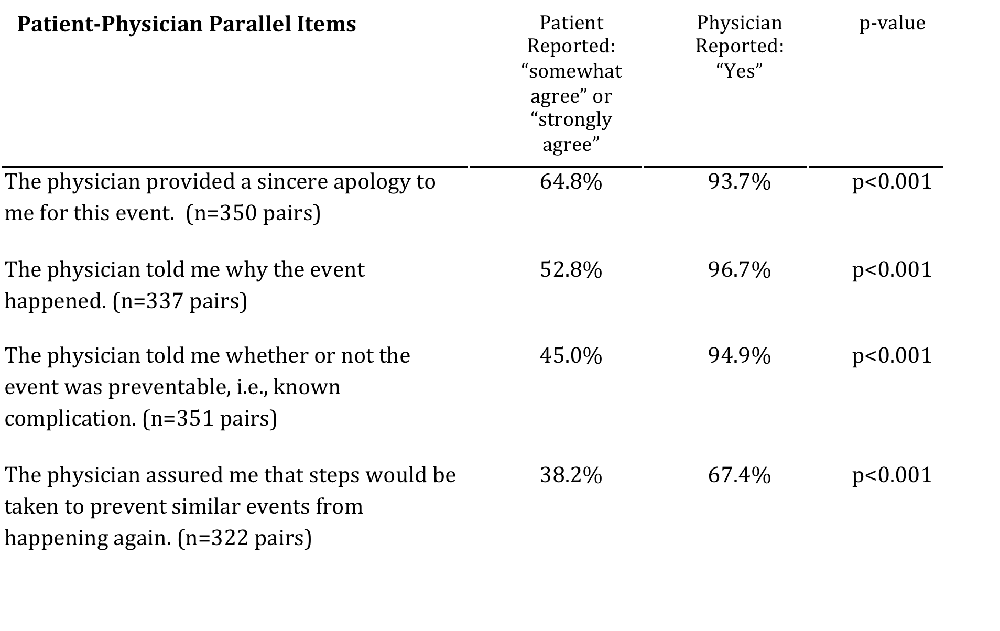 Patient-Physician Parallel Items
Patient
Reported:
“somewhat
agree” or
“strongly
agree”
Physician
Reported:
“Yes”
p-value
The physician provided a sincere apology to
me for this event.  (n=350 pairs)
64.8%
93.7%
p<0.001
The physician told me why the event
happened. (n=337 pairs)
52.8%
96.7%
p<0.001
The physician told me whether or not the
event was preventable, i.e., known
complication. (n=351 pairs)
45.0%
94.9%
p<0.001
The physician assured me that steps would be
taken to prevent similar events from
happening again. (n=322 pairs)
38.2%
67.4%
p<0.001